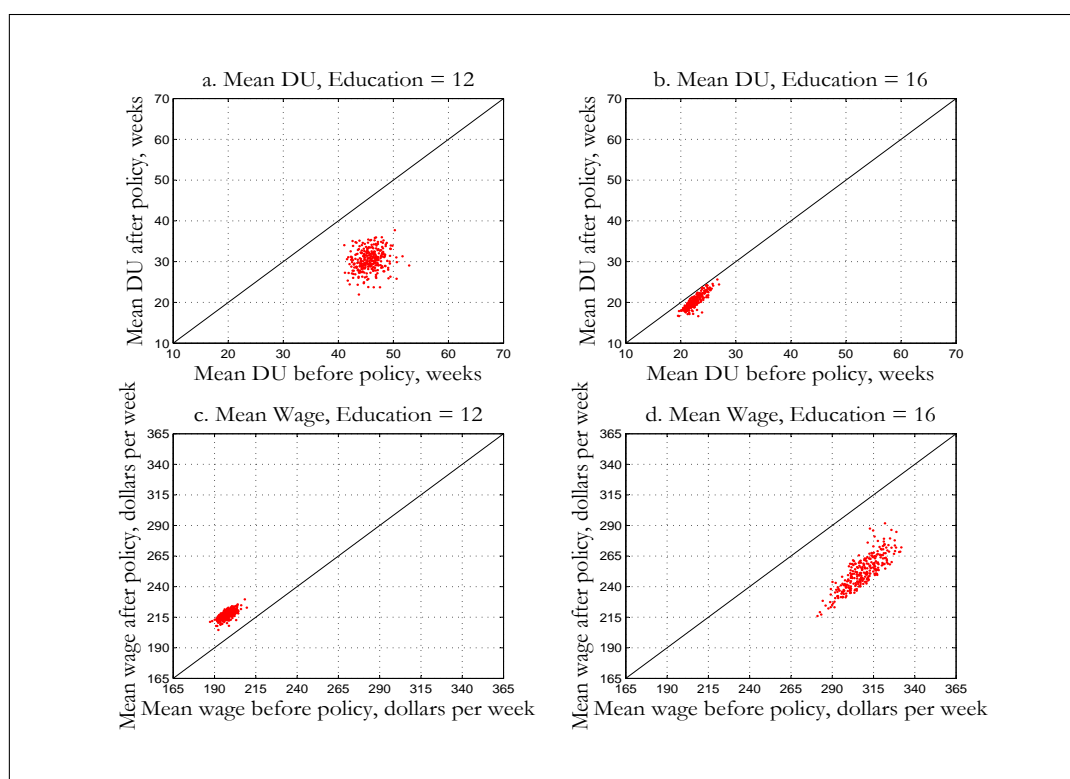 a. Mean DU, Education = 12
70
60
50
40
30
20
10
10 20 30 40 50 60 70
Mean DU after policy, weeks
Mean DU before policy, weeks
b. Mean DU, Education = 16
70
60
50
40
30
20
10
10 20 30 40 50 60 70
Mean DU after policy, weeks
Mean DU before policy, weeks
c. Mean Wage, Education = 12
365
340
315
290
265
240
215
190
165
165 190 215 240 265 290 315 340 365
Mean wage after policy, dollars per week
Mean wage before policy, dollars per week
d. Mean Wage, Education = 16
365
340
315
290
265
240
215
190
165
165 190 215 240 265 290 315 340 365
Mean wage after policy, dollars per week
Mean wage before policy, dollars per week